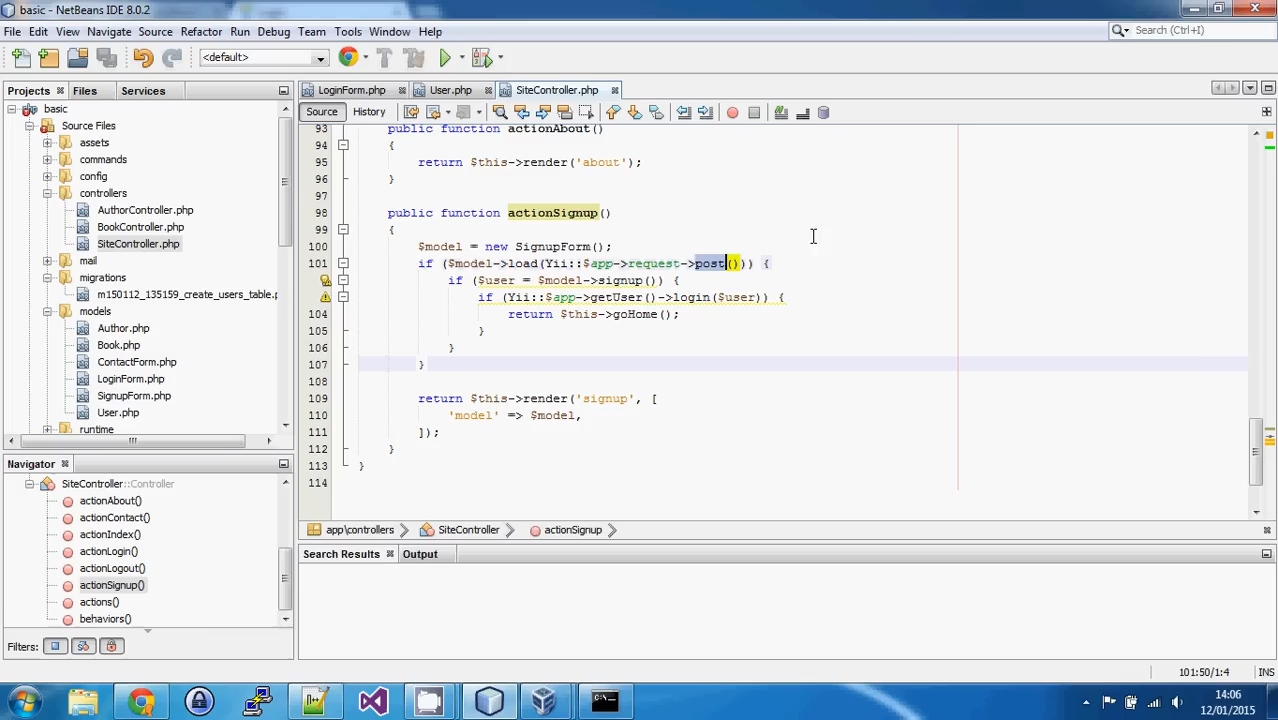 basic - NetBeans IDE 8.0.2
File Edit View Navigate Source Refactor Run Debug Team Tools Window Help
Search (Ctrl+I)
<default>
Projects Files Services
basic
Source Files
assets
commands
config
controllers
AuthorController.php
BookController.php
SiteController.php
mail
migrations
m150112_135159_create_users_table.p
models
Author.php
Book.php
ContactForm.php
LoginForm.php
SignupForm.php
User.php
runtime
Navigator
SiteController::Controller
actionAbout()
actionContact()
actionIndex()
actionLogin()
actionLogout()
actionSignup()
actions()
behaviors()
Filters:
LoginForm.php User.php SiteController.php
Source History
93 public function actionAbout()
94 {
95 return $this->render('about');
96 }
97
98 public function actionSignup()
99 {
100 $model = new SignupForm();
101 if ($model->load(Yii::$app->request->post())) {
if ($user = $model->signup()) {
if (Yii::$app->getUser()->login($user)) {
104 return $this->goHome();
105 }
106 }
107 }
108
109 return $this->render('signup', [
110 'model' => $model,
111 ]);
112 }
113 }
114
app\controllers SiteController actionSignup
Search Results Output
101:50/1:4 INS
14:06
12/01/2015